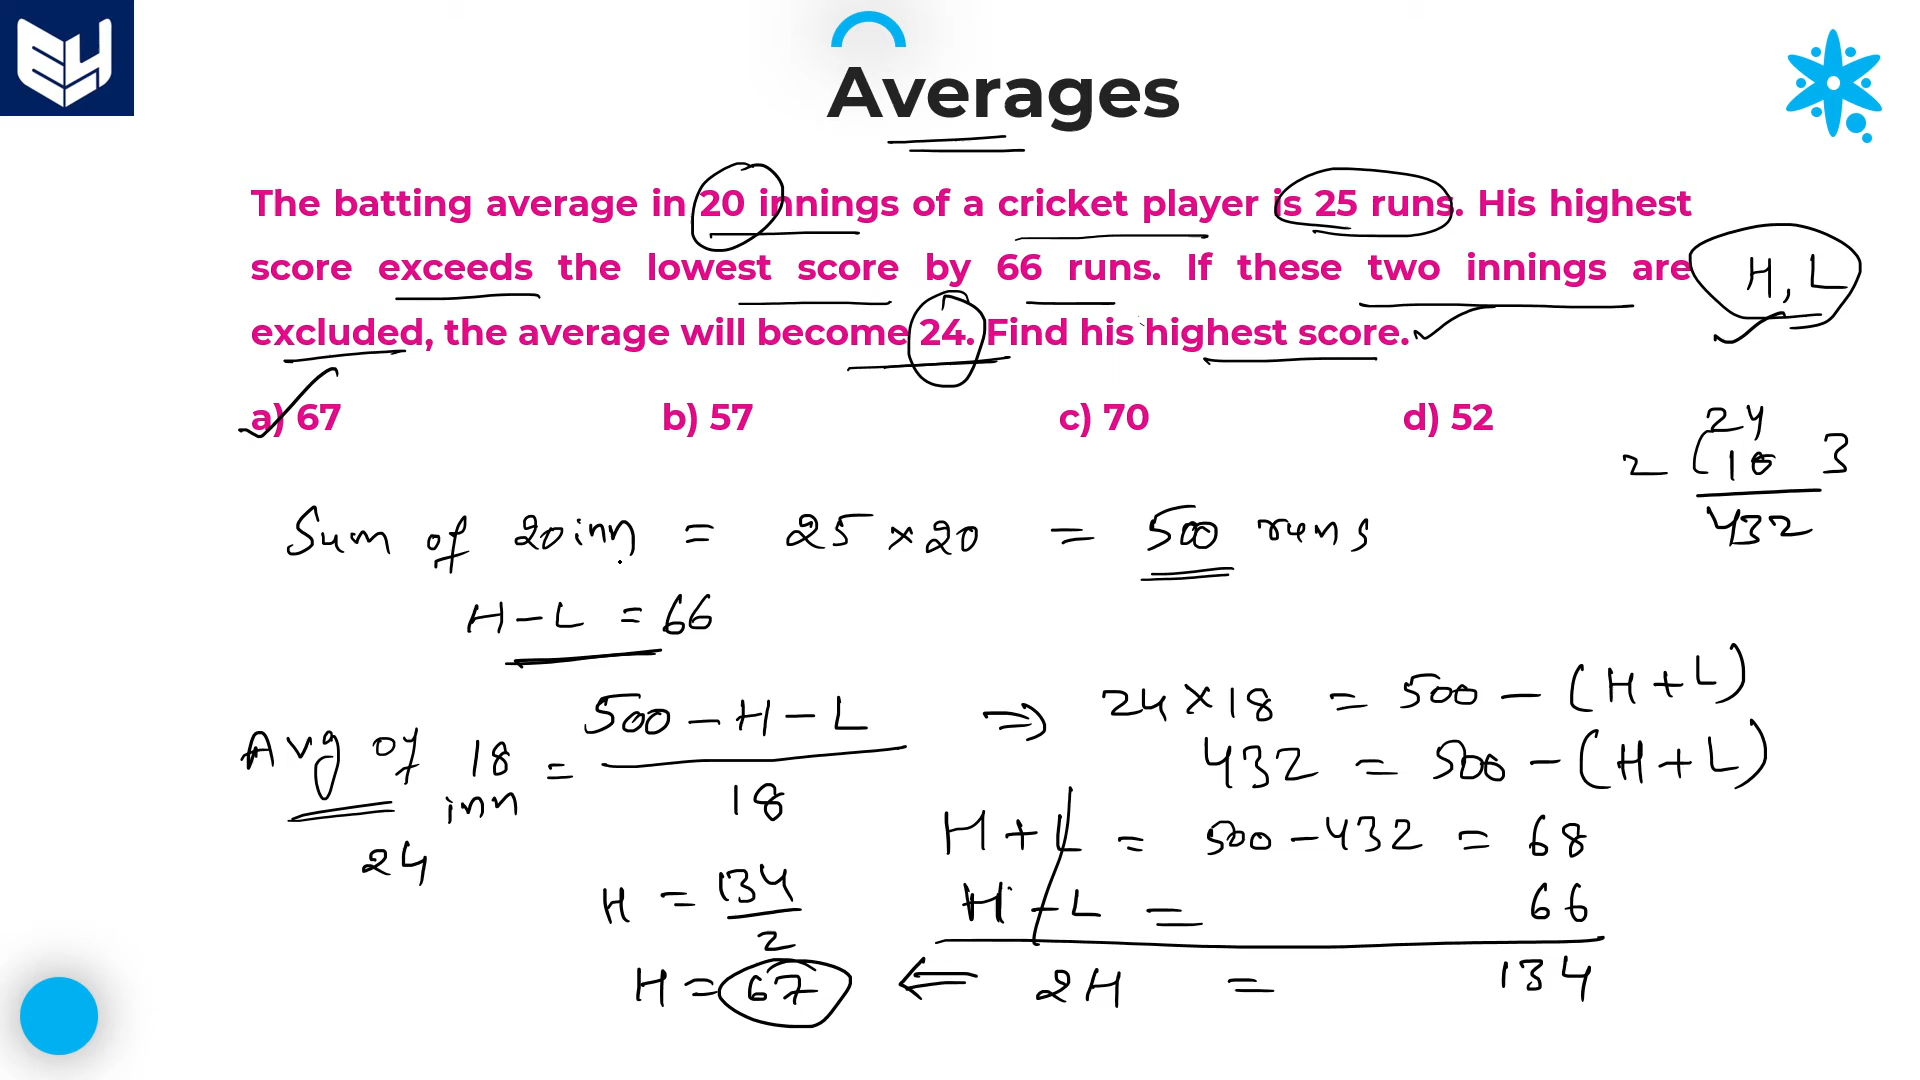 Averages
The batting average in 20 innings of a cricket player is 25 runs. His highest
score exceeds the lowest score by 66 runs. If these two innings are
excluded, the average will become 24. Find his highest score.
H, L
a) 67 b) 57 c) 70 d) 52
24
2 ( 18 3
432
Sum of 20 inn = 25 × 20 = 500 runs
H – L = 66
Avg of 18 inn = 500 – H – L
18
24
⇒ 24 × 18 = 500 – (H + L)
432 = 500 – (H + L)
H + L = 500 – 432 = 68
H – L = 66
2H = 134
H = 134
2
H = 67 ⇐